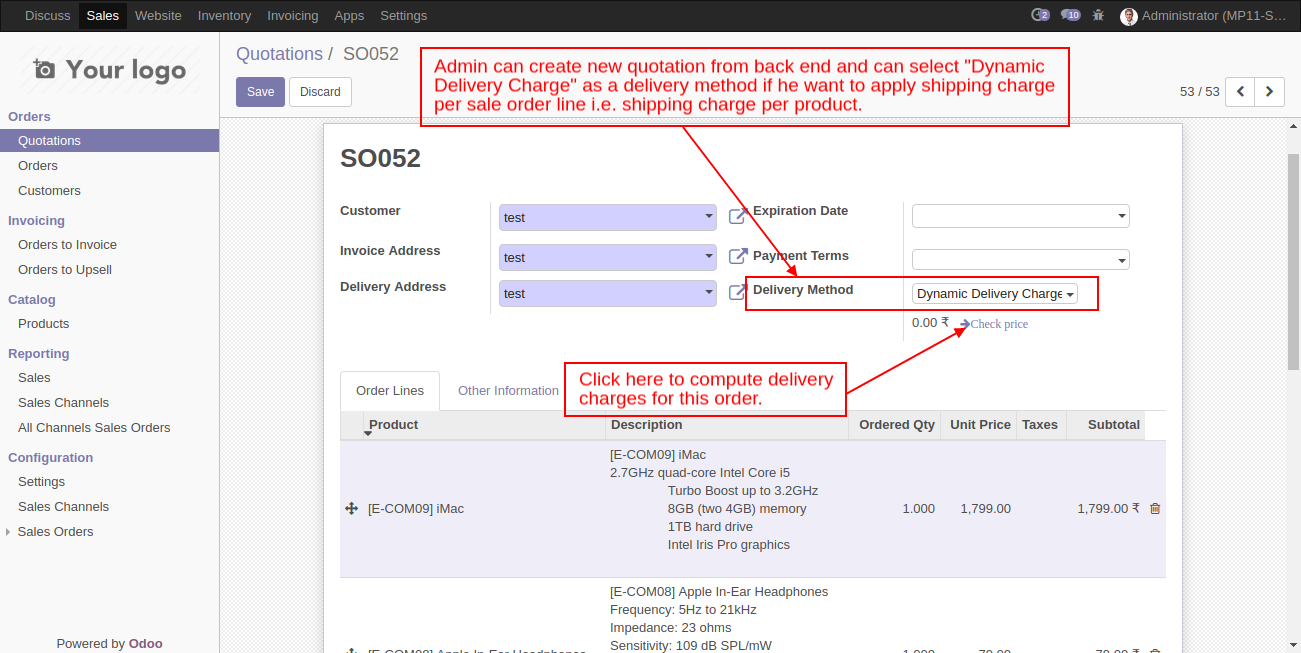 Discuss Sales Website Inventory Invoicing Apps Settings 2 10 Administrator (MP11-S...
Your logo
Quotations / SO052
Save Discard
Admin can create new quotation from back end and can select "Dynamic
Delivery Charge" as a delivery method if he want to apply shipping charge
per sale order line i.e. shipping charge per product.
53 / 53
Orders
Quotations
Orders
Customers
Invoicing
Orders to Invoice
Orders to Upsell
Catalog
Products
Reporting
Sales
Sales Channels
All Channels Sales Orders
Configuration
Settings
Sales Channels
Sales Orders
Powered by Odoo
SO052
Customer test Expiration Date
Invoice Address test Payment Terms
Delivery Address test Delivery Method Dynamic Delivery Charge
0.00 ₹ Check price
Click here to compute delivery
charges for this order.
Order Lines Other Information
Product Description Ordered Qty Unit Price Taxes Subtotal
[E-COM09] iMac
2.7GHz quad-core Intel Core i5
Turbo Boost up to 3.2GHz
[E-COM09] iMac 8GB (two 4GB) memory 1.000 1,799.00 1,799.00 ₹
1TB hard drive
Intel Iris Pro graphics
[E-COM08] Apple In-Ear Headphones
Frequency: 5Hz to 21kHz
Impedance: 23 ohms
Sensitivity: 109 dB SPL/mW
[E-COM08] Apple In-Ear Headphones 1.000 79.00 79.00 ₹